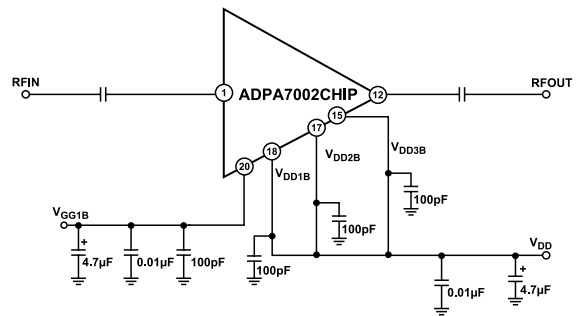 RFIN
1
ADPA7002CHIP
12
RFOUT
15
17
18
20
VDD1B
VDD2B
VDD3B
100pF
100pF
VGG1B
+
4.7µF
0.01µF
100pF
100pF
VDD
0.01µF
+
4.7µF